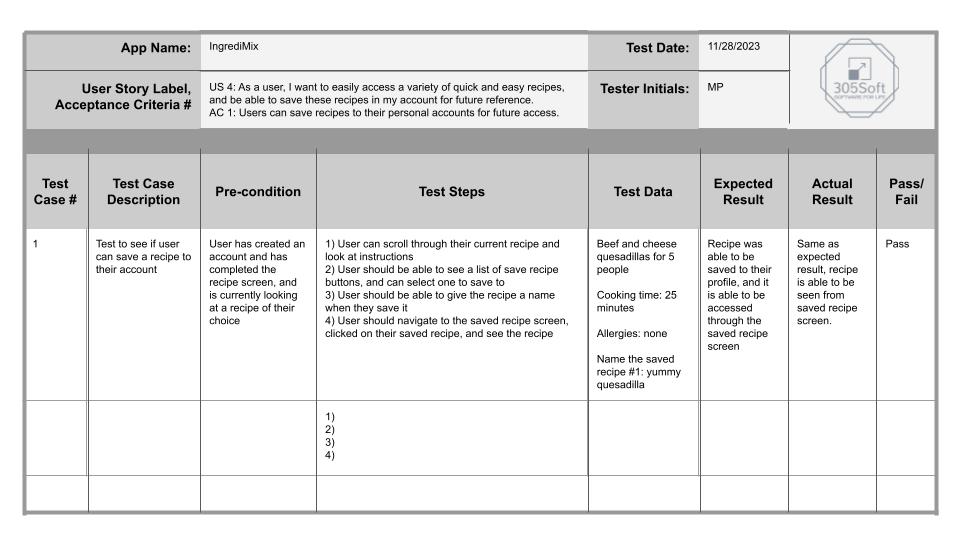 App Name:
IngrediMix
Test Date:
11/28/2023
User Story Label,
Acceptance Criteria #
US 4: As a user, I want to easily access a variety of quick and easy recipes,
and be able to save these recipes in my account for future reference.
AC 1: Users can save recipes to their personal accounts for future access.
Tester Initials:
MP
305Soft
SOFTWARE FOR LIFE
Test
Case #
Test Case
Description
Pre-condition
Test Steps
Test Data
Expected
Result
Actual
Result
Pass/
Fail
1
Test to see if user
can save a recipe to
their account
User has created an
account and has
completed the
recipe screen, and
is currently looking
at a recipe of their
choice
1) User can scroll through their current recipe and
look at instructions
2) User should be able to see a list of save recipe
buttons, and can select one to save to
3) User should be able to give the recipe a name
when they save it
4) User should navigate to the saved recipe screen,
clicked on their saved recipe, and see the recipe
Beef and cheese
quesadillas for 5
people
Cooking time: 25
minutes
Allergies: none
Name the saved
recipe #1: yummy
quesadilla
Recipe was
able to be
saved to their
profile, and it
is able to be
accessed
through the
saved recipe
screen
Same as
expected
result, recipe
is able to be
seen from
saved recipe
screen.
Pass
1)
2)
3)
4)